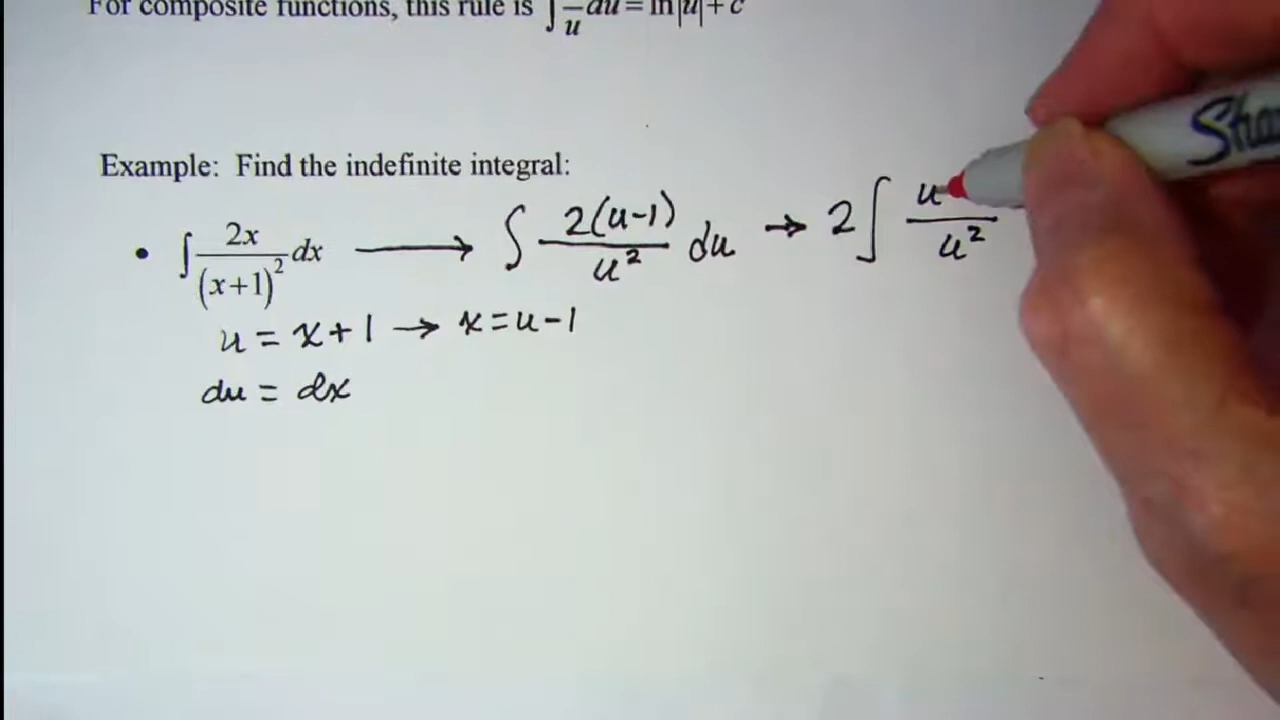 For composite functions, this rule is ∫ 1/u du = ln|u| + c
Example: Find the indefinite integral:
• ∫ 2x/(x+1)² dx → ∫ 2(u-1)/u² du → 2∫ u-/u²
u = x + 1 → x = u - 1
du = dx
Sha